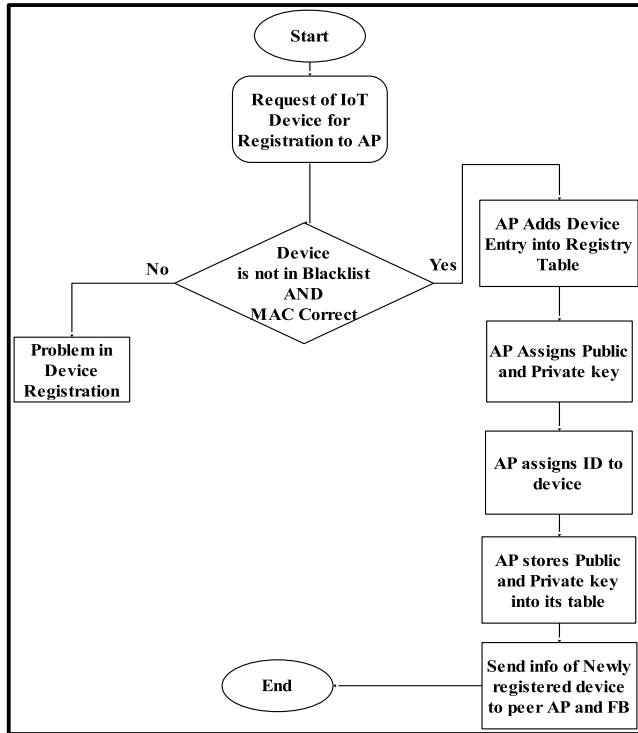 Start
Request of IoT
Device for
Registration to AP
Device
is not in Blacklist
AND
MAC Correct
No
Yes
Problem in
Device
Registration
AP Adds Device
Entry into Registry
Table
AP Assigns Public
and Private key
AP assigns ID to
device
AP stores Public
and Private key
into its table
Send info of Newly
registered device
to peer AP and FB
End